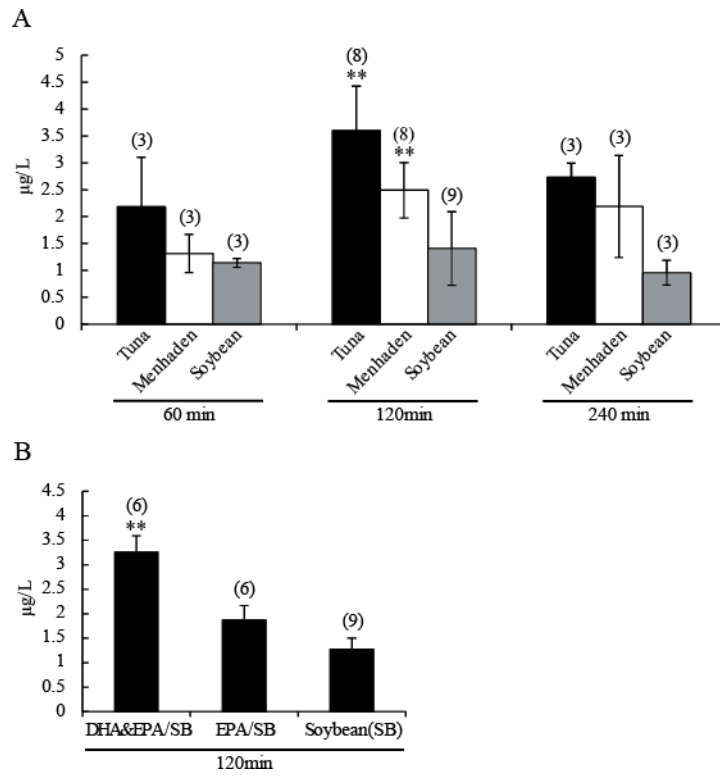 A
5
(8)
4.5
**
4
(8)
3.5
(3)
**
(3)
(3)
3
(9)
2.5
(3)
2
(3)
(3)
1.5
1
0.5
0
µg/L
Tuna
Menhaden
Soybean
Tuna
Menhaden
Soybean
Tuna
Menhaden
Soybean
60 min
120min
240 min
B
4.5
4
(6)
**
3.5
3
(6)
2.5
(9)
2
1.5
1
0.5
0
µg/L
DHA&EPA/SB
EPA/SB
Soybean(SB)
120min